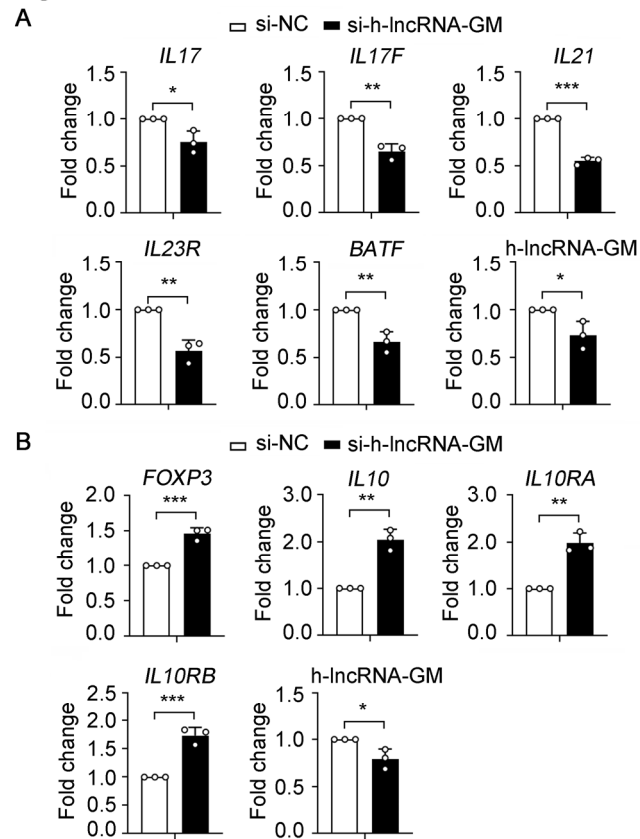 A
si-NC si-h-lncRNA-GM
IL17 IL17F IL21
Fold change 1.5 1.0 0.5 0.0 *
Fold change 1.5 1.0 0.5 0.0 **
Fold change 1.5 1.0 0.5 0.0 ***
IL23R BATF h-lncRNA-GM
Fold change 1.5 1.0 0.5 0.0 **
Fold change 1.5 1.0 0.5 0.0 **
Fold change 1.5 1.0 0.5 0.0 *
B
si-NC si-h-lncRNA-GM
FOXP3 IL10 IL10RA
Fold change 2.0 1.5 1.0 0.5 0.0 ***
Fold change 3.0 2.0 1.0 0.0 **
Fold change 3.0 2.0 1.0 0.0 **
IL10RB h-lncRNA-GM
Fold change 2.5 2.0 1.5 1.0 0.5 0.0 ***
Fold change 1.5 1.0 0.5 0.0 *